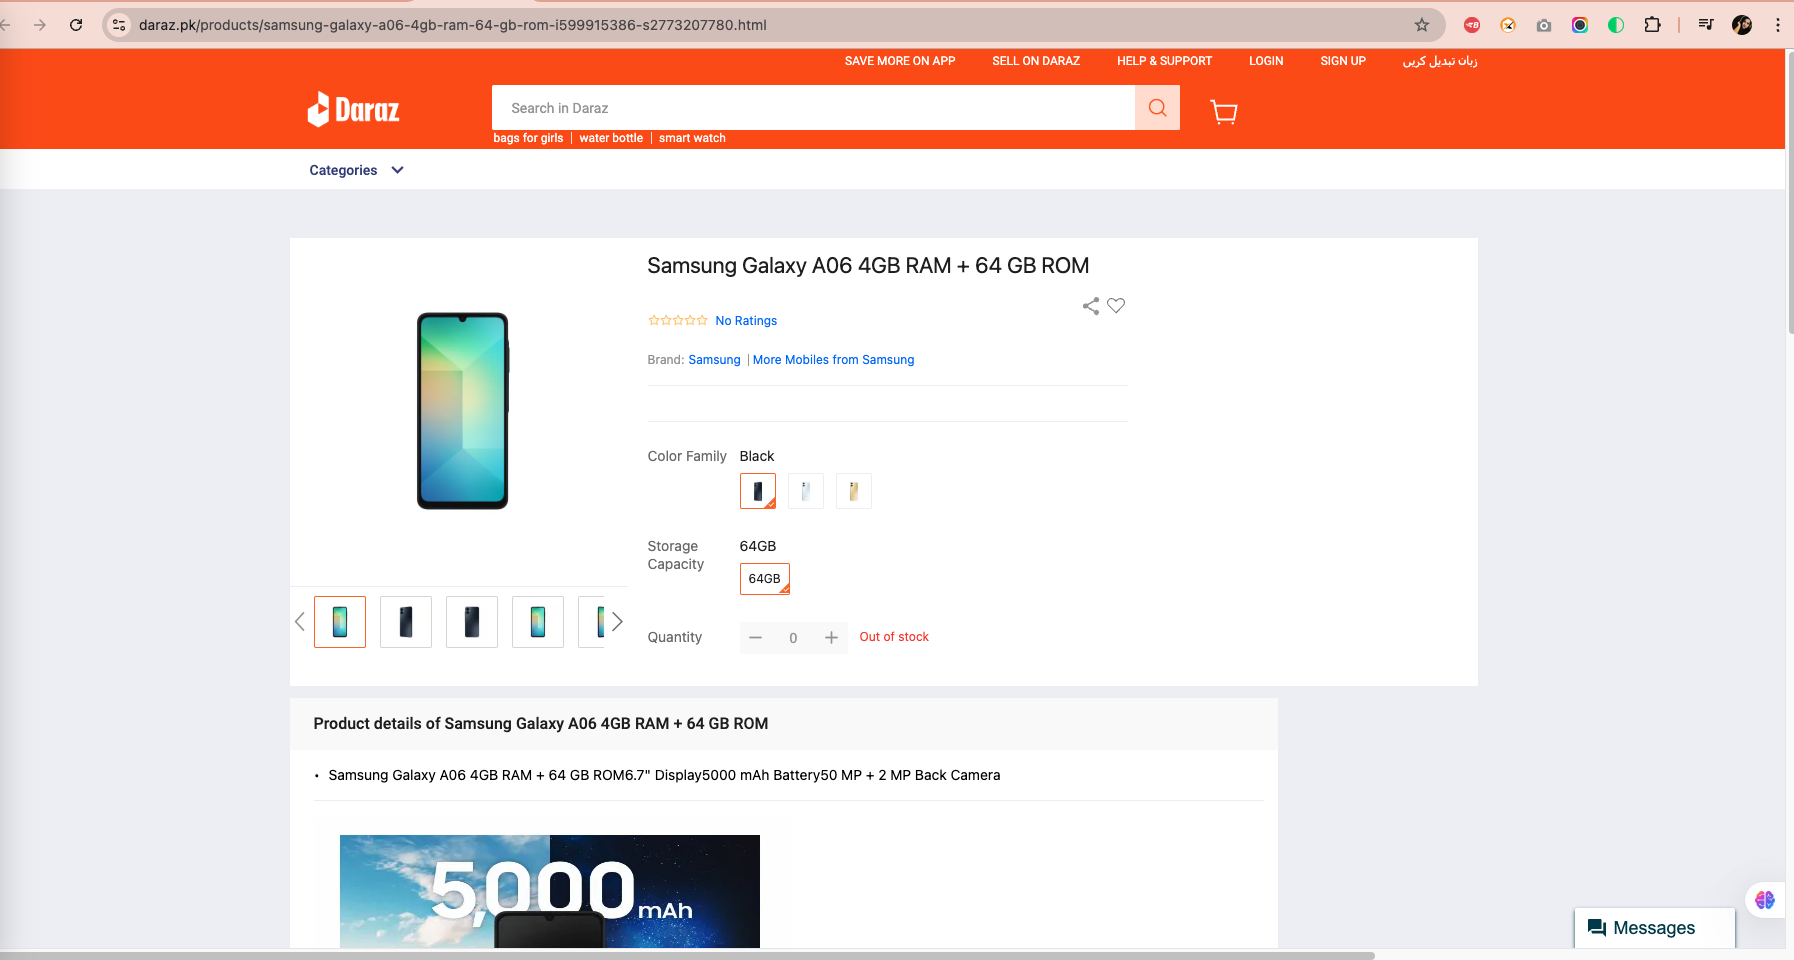 daraz.pk/products/samsung-galaxy-a06-4gb-ram-64-gb-rom-i599915386-s2773207780.html
SAVE MORE ON APP
SELL ON DARAZ
HELP & SUPPORT
LOGIN
SIGN UP
زبان تبدیل کریں
Daraz
Search in Daraz
bags for girls
water bottle
smart watch
Categories
Samsung Galaxy A06 4GB RAM + 64 GB ROM
No Ratings
Brand: Samsung | More Mobiles from Samsung
Color Family Black
Storage Capacity
64GB
64GB
Quantity
0
Out of stock
Product details of Samsung Galaxy A06 4GB RAM + 64 GB ROM
• Samsung Galaxy A06 4GB RAM + 64 GB ROM6.7" Display5000 mAh Battery50 MP + 2 MP Back Camera
5,000 mAh
Messages